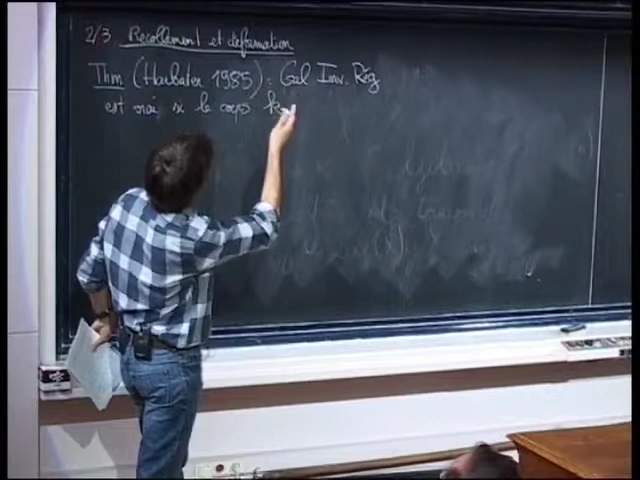 2/3 Recollement et déformation
Thm (Harbater 1985) : Gal Inv. Rég
est vrai si le corps k